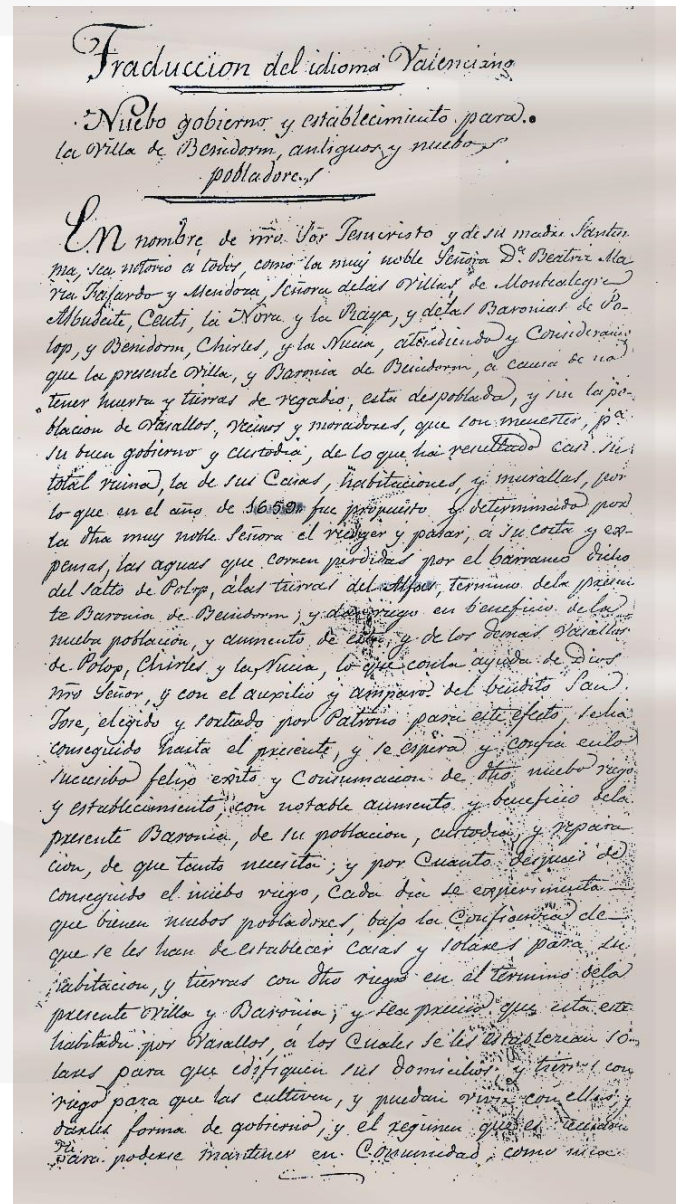 Traduccion del idioma Valenciano
Nuebo gobierno y establecimiento para
la Villa de Benidorm, antiguos y nuebos
pobladores
En nombre de nro Sor Jesucristo y de su madre Santisi-
ma, sea notorio à todos, como la muy noble Señora Da. Beatriz Ma-
ria Fajardo y Mendoza, Señora delas Villas de Montealegre
Albudeite, Ceuti, la Ñora y la Raya, y delas Baronias de Po-
lop, y Benidorm, Chirles, y la Nucia, atendiendo y Considerando
que la presente Villa, y Baronia de Benidorm, a causa de no
tener huerta y tierras de regadio, està despoblada, y sin la po-
blacion de Vasallos, vecinos y moradores, que son menester, pa.
su buen gobierno y custodia, de lo que ha resultado casi su
total ruina, la de sus Casas, habitaciones, y murallas, por
lo que en el año de 1659 fue propuesto y determinado por
la dha muy noble Señora el reduyer y pasar, a su costa y ex-
pensas, las aguas que corren perdidas por el barranco dicho
del Salto de Polop, álas tierras del Alfas, termino dela presen
te Baronia de Benidorm; y dar riego en beneficio dela
nueba poblacion, y aumento de esta, y de los demas Vasallos
de Polop, Chirles y la Nucia, lo que conla ayuda de Dios
nro Señor, y con el auxilio y amparo del bendito San
Jose, elegido y sorteado por Patrono para este efeto, se ha
conseguido hasta el presente, y se espera y confia enlo
succesibo felix exito y Consumacion de dho nuebo riego
y establecimiento, con notable aumento y beneficio dela
presente Baronia, de su poblacion, custodia, y repara
cion, de que tanto necesita; y por Cuanto despues de
conseguido el nuebo riego, Cada dia se experimenta
que bienen nuebos pobladores, bajo la Confianza de
que se les han de establecer Casas y solares para su
habitacion, y tierras con dho riego en el termino dela
presente Villa y Baronia; y sea preciso que esta este
habitada por Vasallos, á los Cuales se les establezcan so-
lares para que edifiquen sus domicilios y tierras con
riego para que las cultiven, y puedan vivir con ellas y
darles forma de gobierno, y el regimen que es
para poderse mantener en Comunidad, como